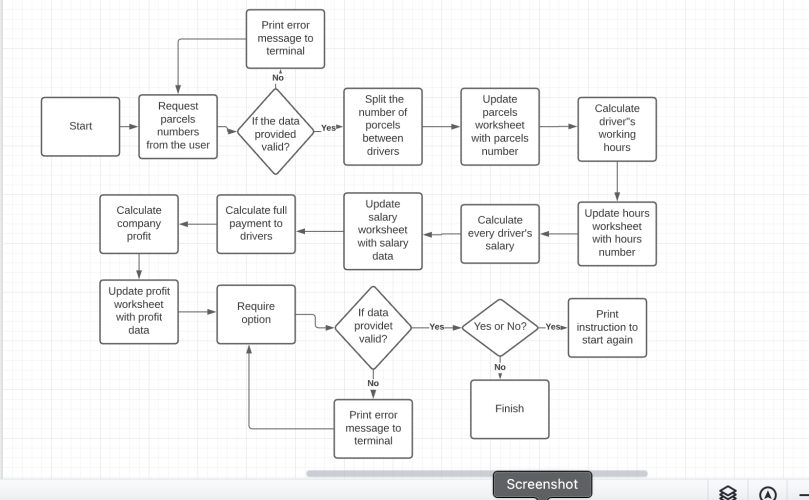 Print error
message to
terminal
No
Start
Request
parcels
numbers
from the user
If the data
provided
valid?
Yes
Split the
number of
porcels
between
drivers
Update
parcels
worksheet
with parcels
number
Calculate
driver"s
working
hours
Calculate
company
profit
Calculate full
payment to
drivers
Update
salary
worksheet
with salary
data
Calculate
every driver's
salary
Update hours
worksheet
with hours
number
Update profit
worksheet
with profit
data
Require
option
If data
providet
valid?
Yes
Yes or No?
Yes
Print
instruction to
start again
No
No
Print error
message to
terminal
Finish
Screenshot